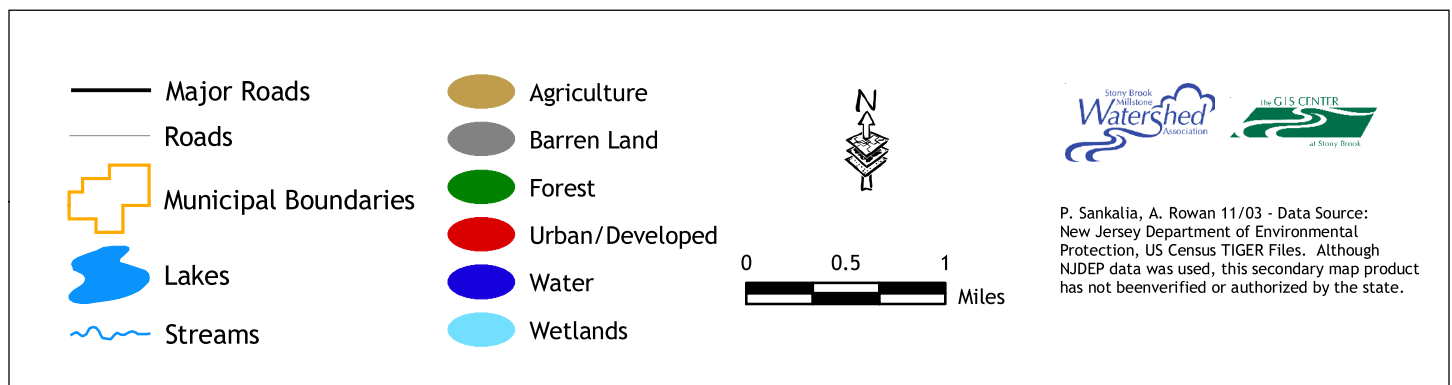 Major Roads
Roads
Municipal Boundaries
Lakes
Streams
Agriculture
Barren Land
Forest
Urban/Developed
Water
Wetlands
N
0 0.5 1
Miles
Stony Brook
Millstone
Watershed
Association
The GIS CENTER
at Stony Brook
P. Sankalia, A. Rowan 11/03 - Data Source:
New Jersey Department of Environmental
Protection, US Census TIGER Files. Although
NJDEP data was used, this secondary map product
has not beenverified or authorized by the state.